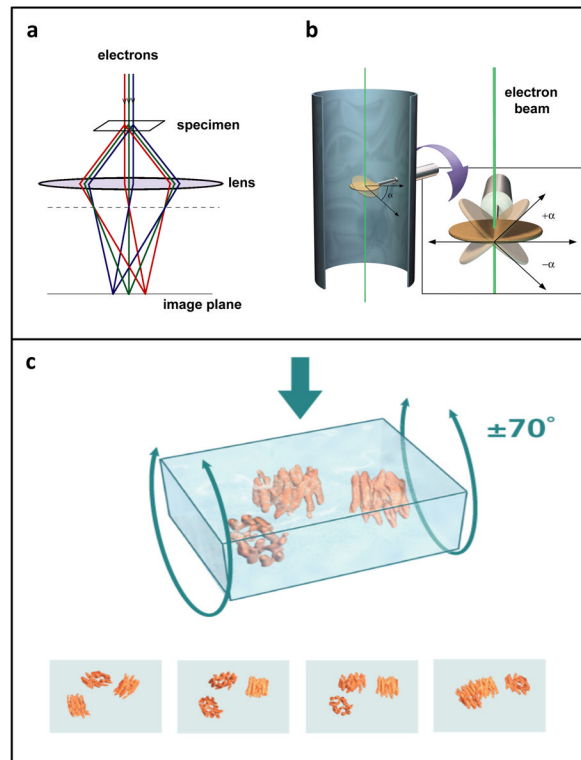 a
electrons
specimen
lens
image plane
b
electron
beam
α
+α
−α
c
±70°